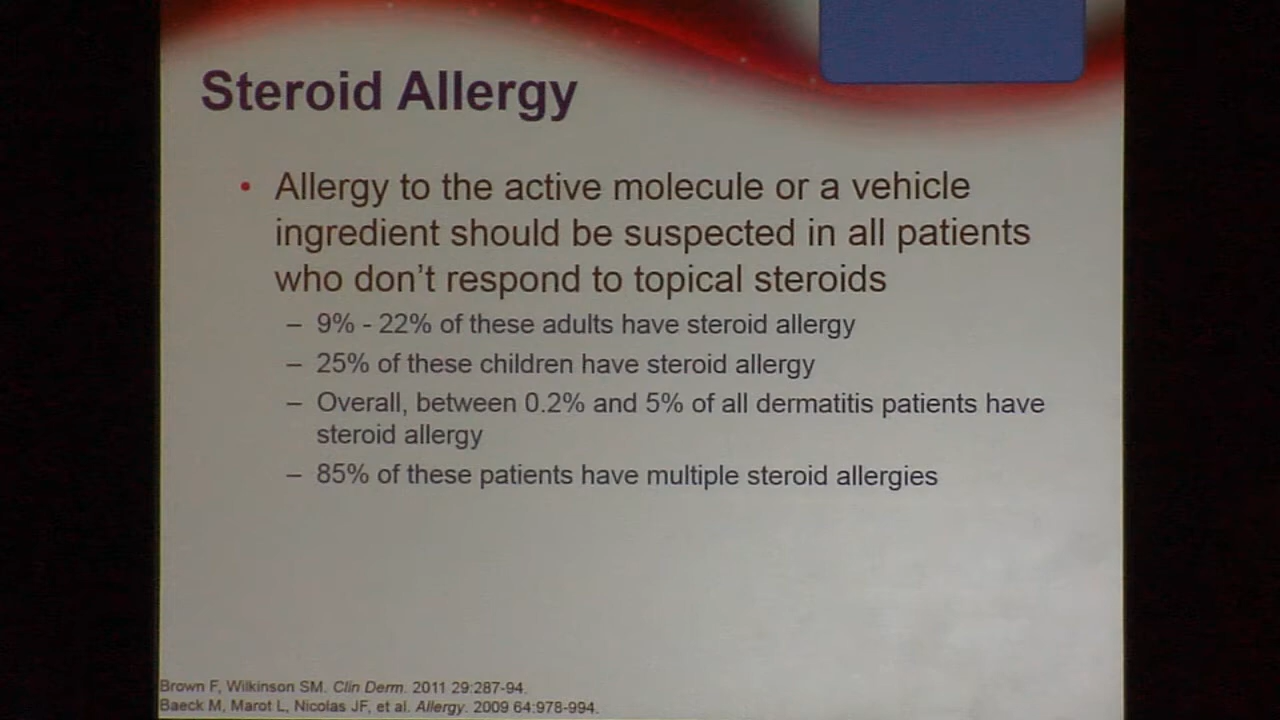 Steroid Allergy
• Allergy to the active molecule or a vehicle
ingredient should be suspected in all patients
who don't respond to topical steroids
– 9% - 22% of these adults have steroid allergy
– 25% of these children have steroid allergy
– Overall, between 0.2% and 5% of all dermatitis patients have
steroid allergy
– 85% of these patients have multiple steroid allergies
Brown F, Wilkinson SM. Clin Derm. 2011 29:287-94.
Baeck M, Marot L, Nicolas JF, et al. Allergy. 2009 64:978-994.